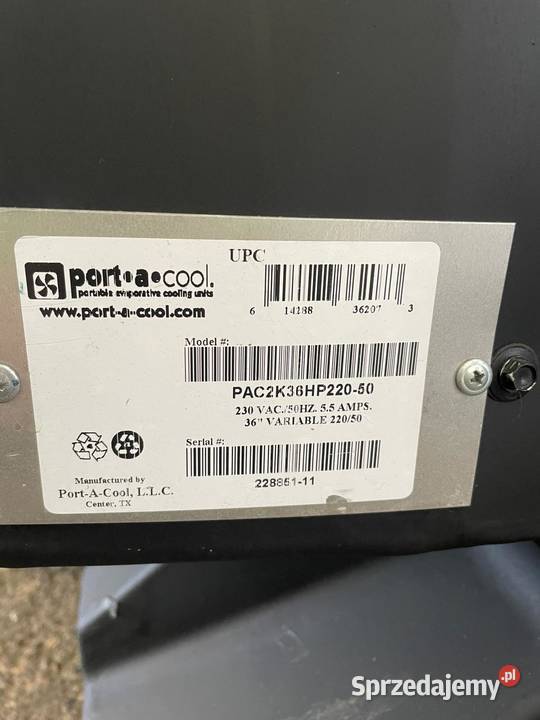 UPC
port·a·cool.
portable evaporative cooling units
www.port-a-cool.com
6 14288 36207 3
Model #:
PAC2K36HP220-50
230 VAC./50HZ. 5.5 AMPS.
36" VARIABLE 220/50
Serial #:
228851-11
Manufactured by
Port-A-Cool, L.L.C.
Center, TX
Sprzedajemy.pl